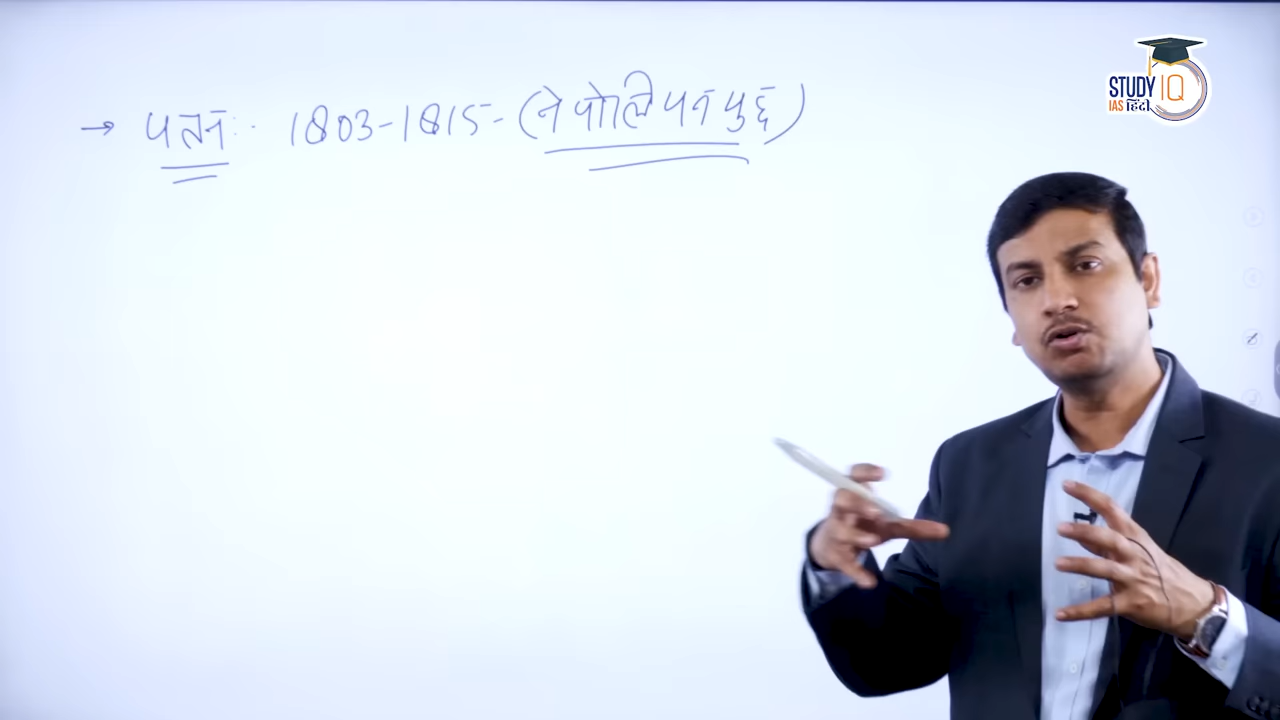 → पतन :- 1803-1815- (नेपोलियन युद्ध)
STUDY IQ
IAS हिंदी